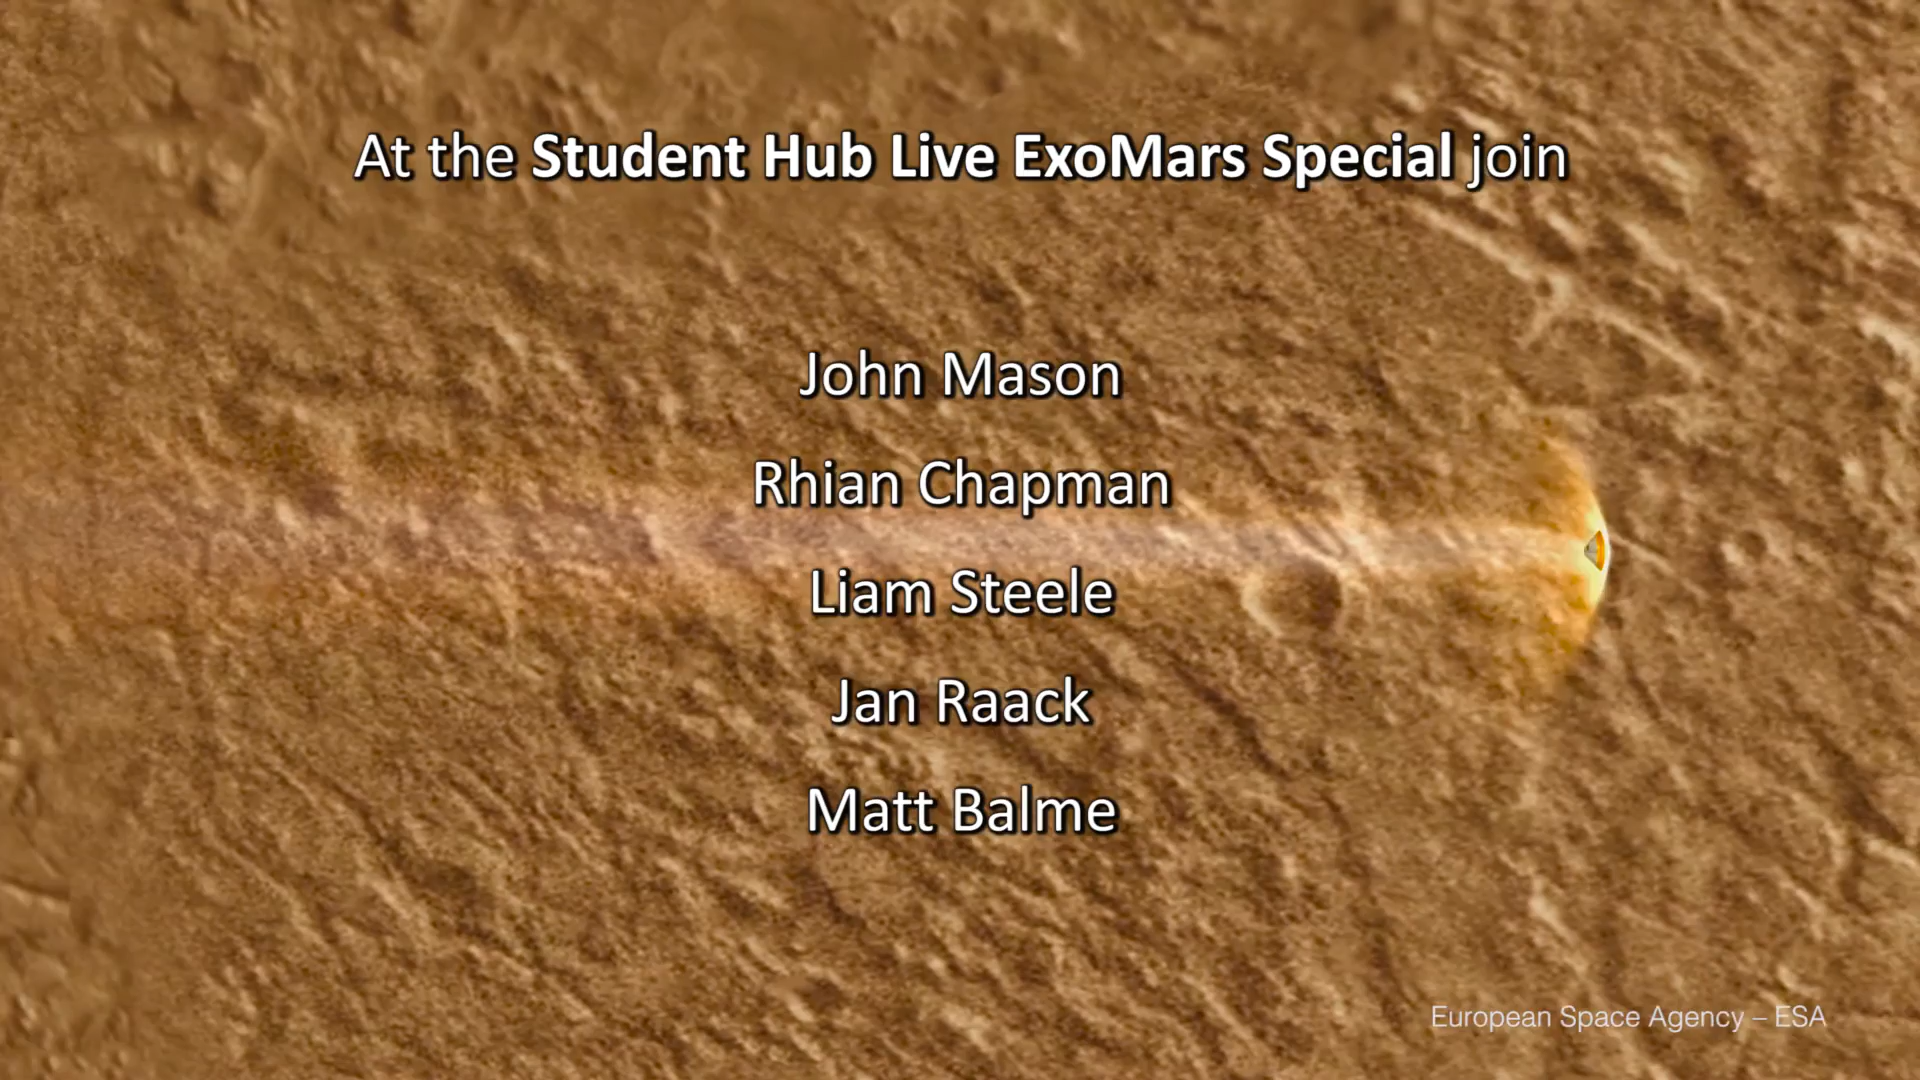 At the Student Hub Live ExoMars Special join
John Mason
Rhian Chapman
Liam Steele
Jan Raack
Matt Balme
European Space Agency – ESA